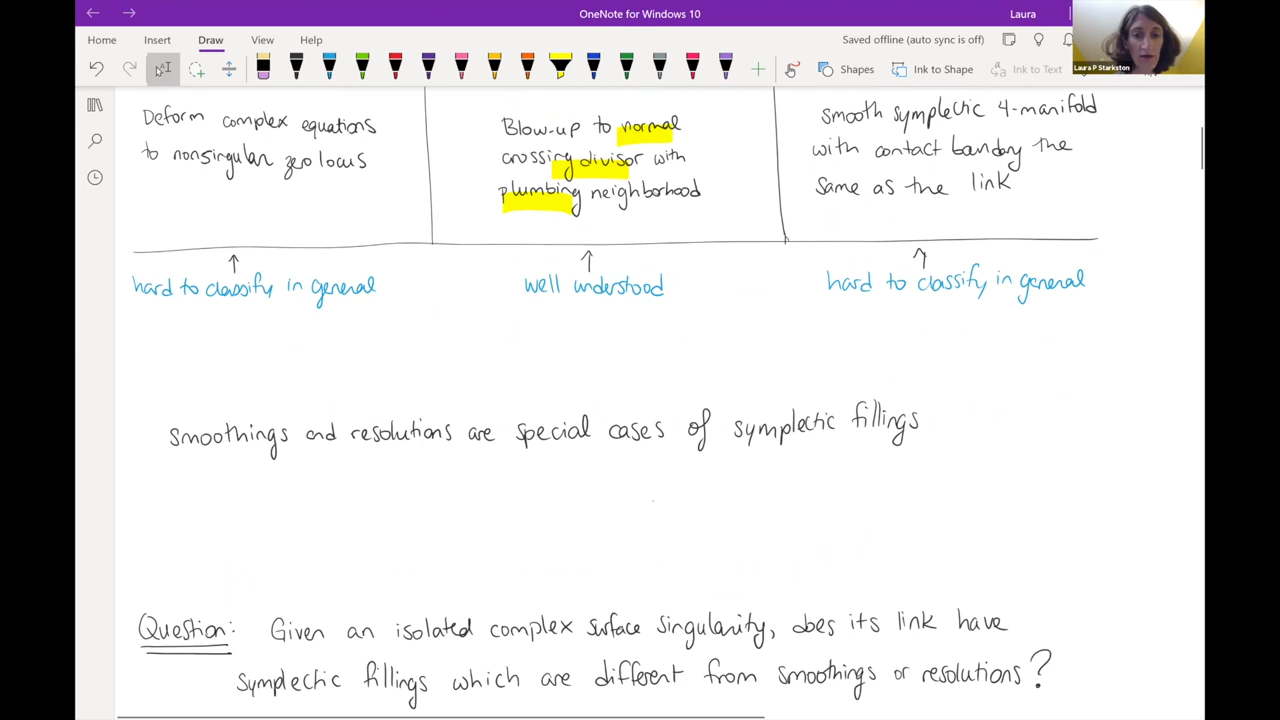 OneNote for Windows 10
Laura
Home Insert Draw View Help
Saved offline (auto sync is off)
Shapes Ink to Shape Ink to Text
Laura P Starkston
Deform complex equations
to nonsingular zero locus
Blow-up to normal
crossing divisor with
plumbing neighborhood
smooth symplectic 4-manifold
with contact bandry the
same as the link
hard to classify in general
well understood
hard to classify in general
smoothings and resolutions are special cases of symplectic fillings
Question: Given an isolated complex surface singularity, does its link have
symplectic fillings which are different from smoothings or resolutions?